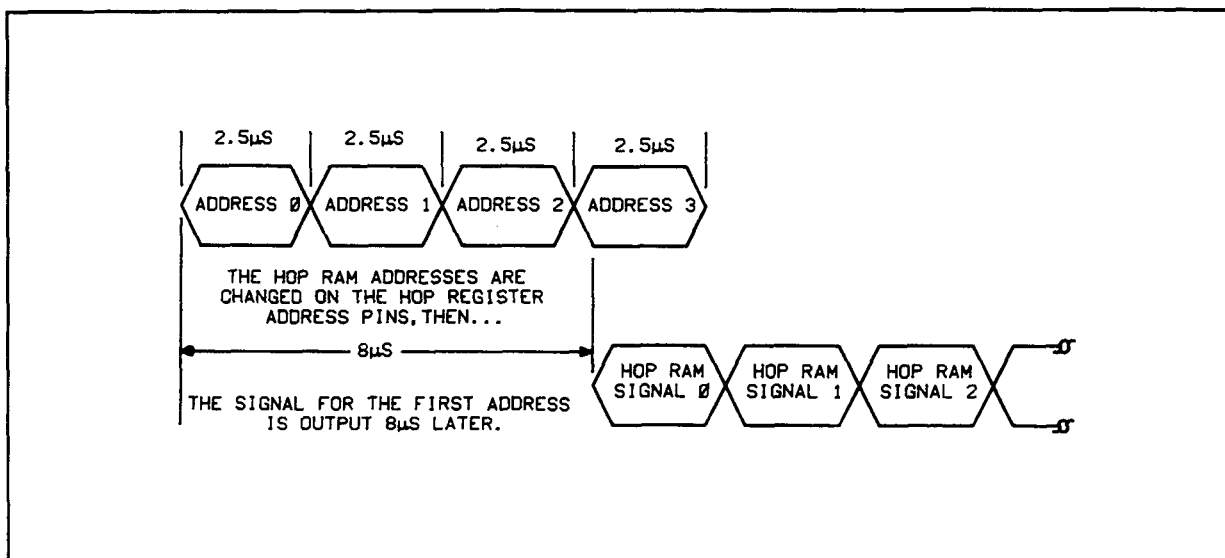 2.5µS 2.5µS 2.5µS 2.5µS
ADDRESS 0 ADDRESS 1 ADDRESS 2 ADDRESS 3
THE HOP RAM ADDRESSES ARE
CHANGED ON THE HOP REGISTER
ADDRESS PINS, THEN...
8µS
THE SIGNAL FOR THE FIRST ADDRESS
IS OUTPUT 8µS LATER.
HOP RAM HOP RAM HOP RAM
SIGNAL 0 SIGNAL 1 SIGNAL 2